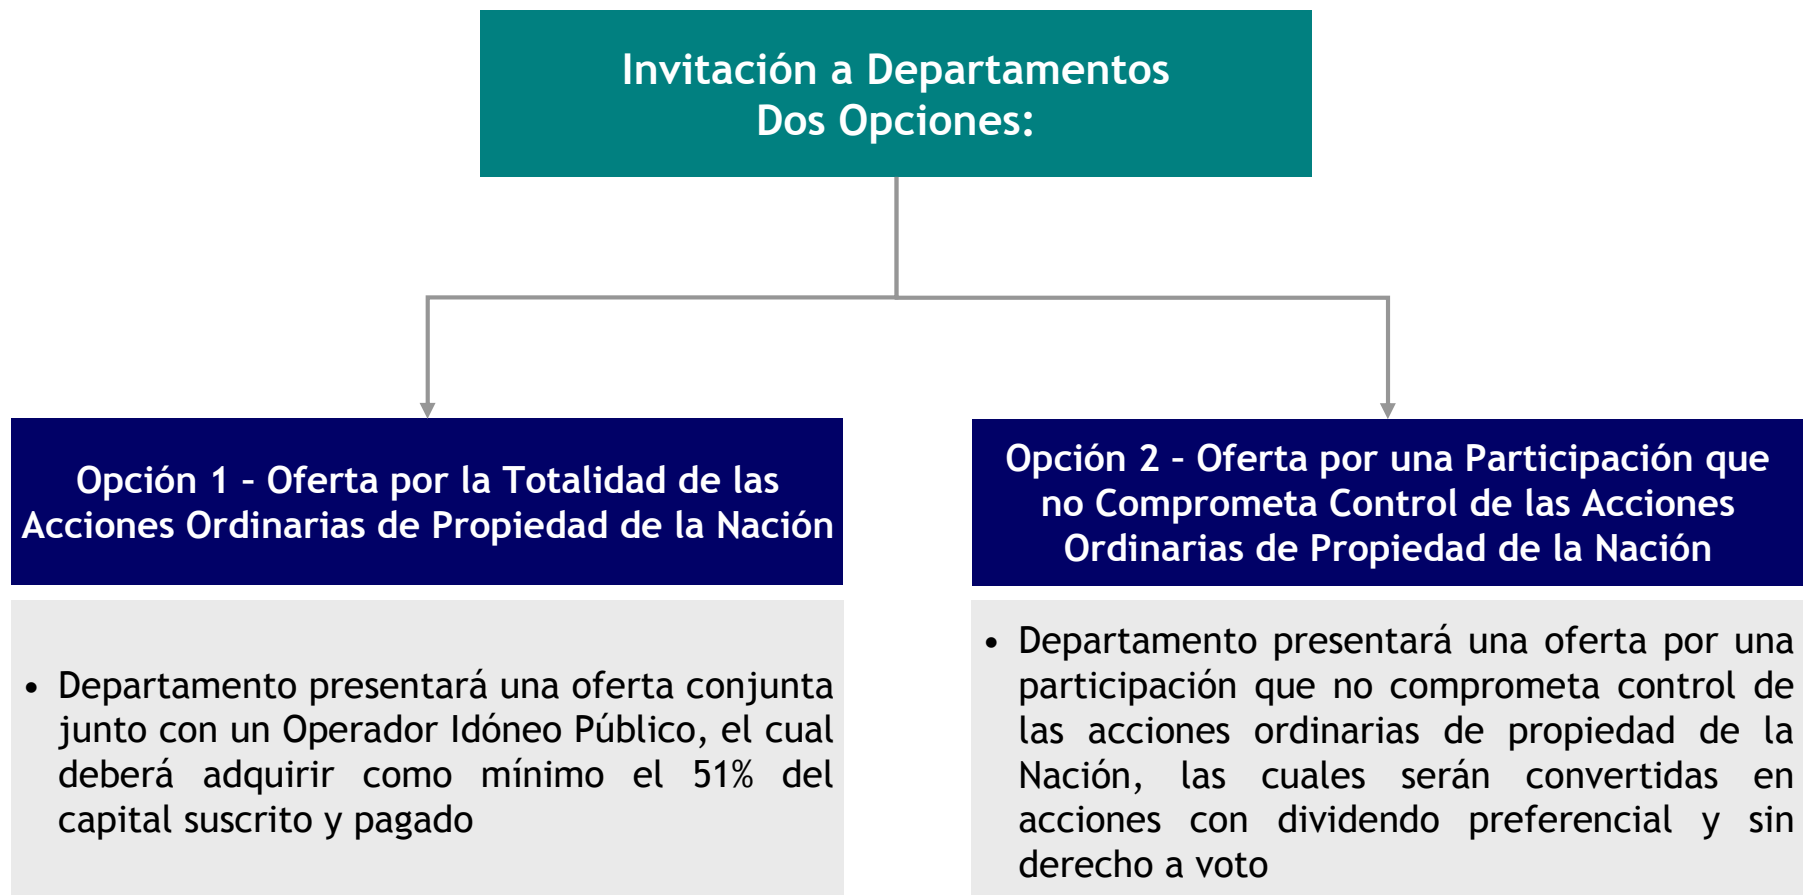 Invitación a Departamentos
Dos Opciones:
Opción 1 – Oferta por la Totalidad de las
Acciones Ordinarias de Propiedad de la Nación
• Departamento presentará una oferta conjunta
junto con un Operador Idóneo Público, el cual
deberá adquirir como mínimo el 51% del
capital suscrito y pagado
Opción 2 – Oferta por una Participación que
no Comprometa Control de las Acciones
Ordinarias de Propiedad de la Nación
• Departamento presentará una oferta por una
participación que no comprometa control de
las acciones ordinarias de propiedad de la
Nación, las cuales serán convertidas en
acciones con dividendo preferencial y sin
derecho a voto